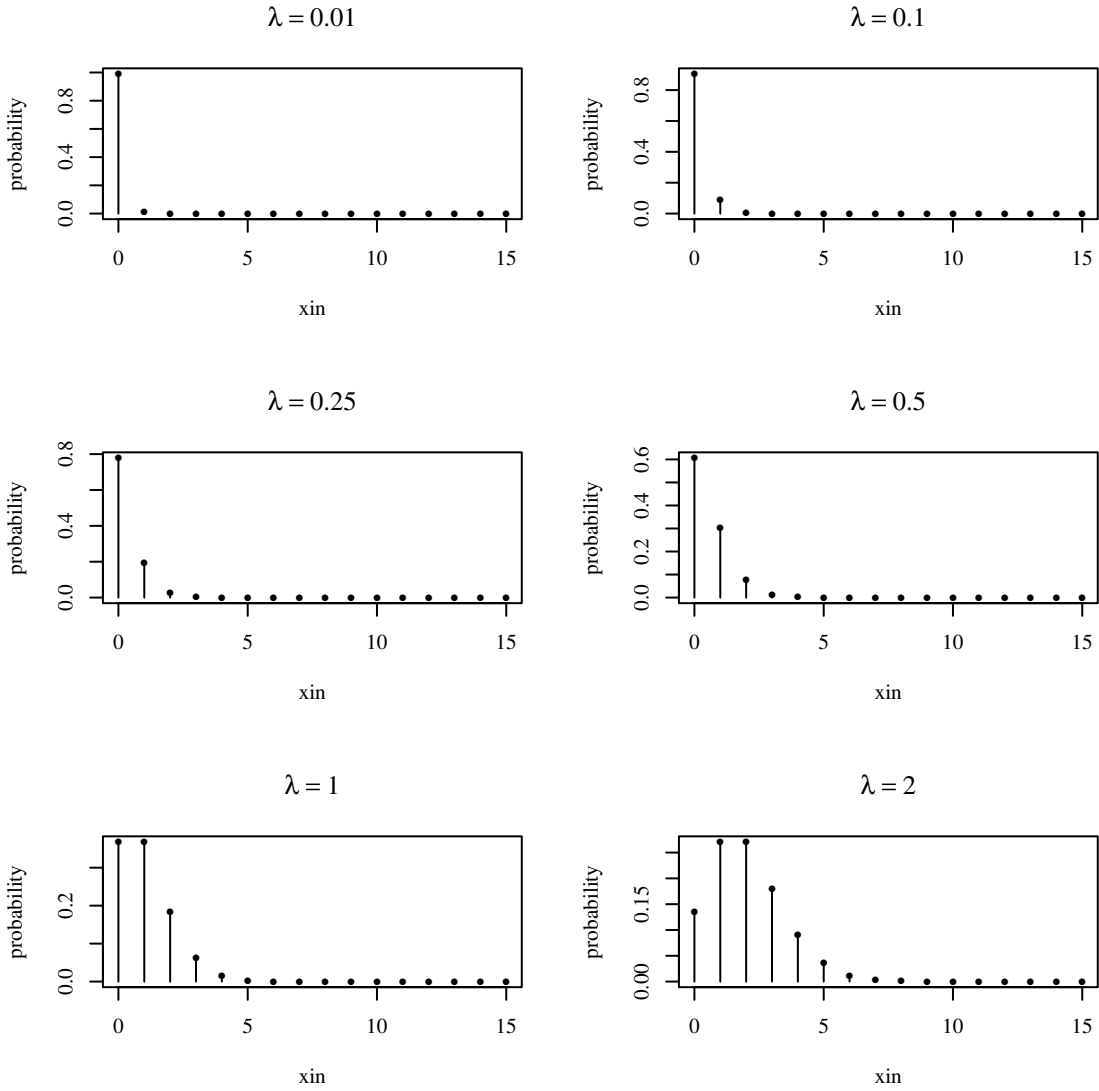 λ = 0.01
probability
0.0 0.4 0.8
0 5 10 15
xin
λ = 0.1
probability
0.0 0.4 0.8
0 5 10 15
xin
λ = 0.25
probability
0.0 0.4 0.8
0 5 10 15
xin
λ = 0.5
probability
0.0 0.2 0.4 0.6
0 5 10 15
xin
λ = 1
probability
0.0 0.2
0 5 10 15
xin
λ = 2
probability
0.00 0.15
0 5 10 15
xin